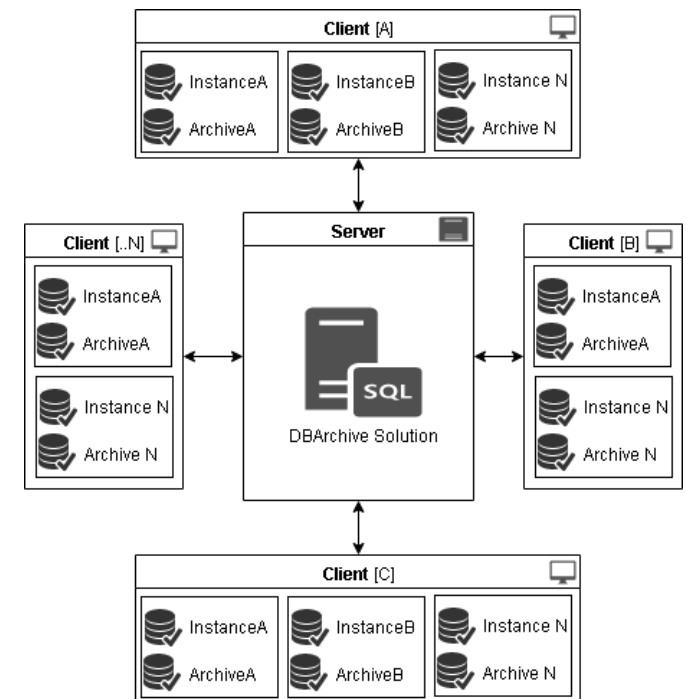 Client [A]
InstanceA
ArchiveA
InstanceB
ArchiveB
Instance N
Archive N
Client [..N]
InstanceA
ArchiveA
Instance N
Archive N
Server
SQL
DBArchive Solution
Client [B]
InstanceA
ArchiveA
Instance N
Archive N
Client [C]
InstanceA
ArchiveA
InstanceB
ArchiveB
Instance N
Archive N